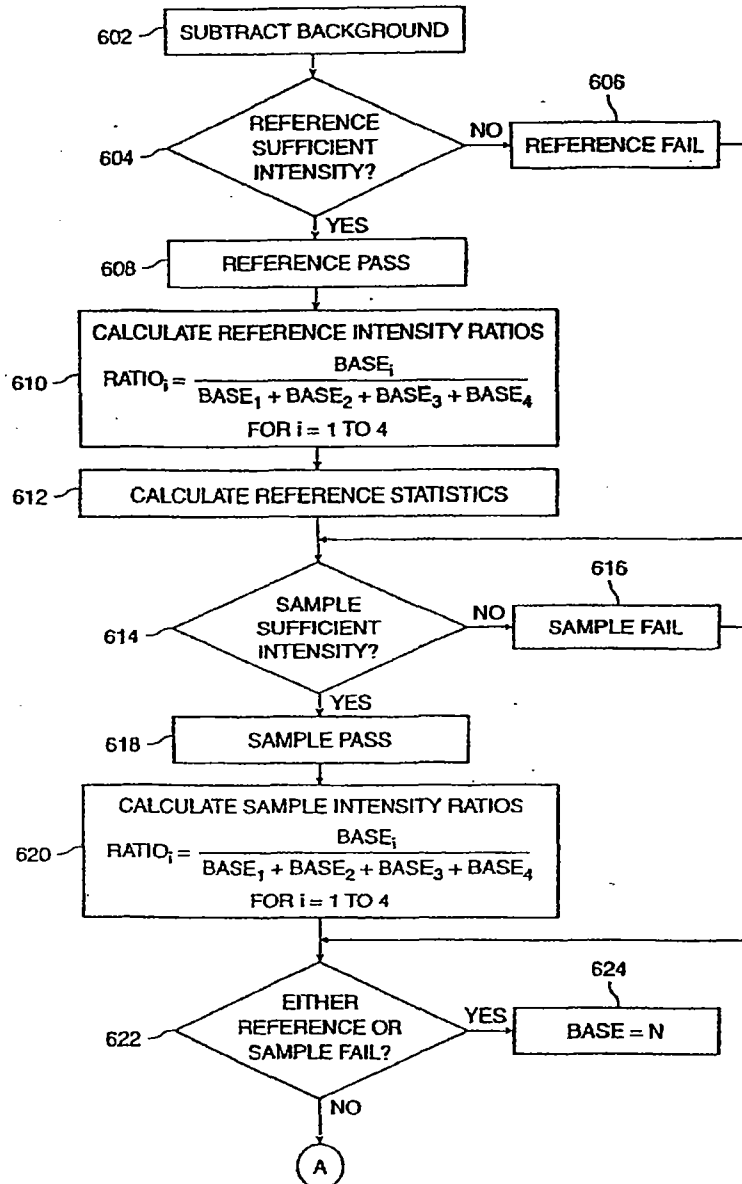 602
SUBTRACT BACKGROUND
604
REFERENCE
SUFFICIENT
INTENSITY?
NO
606
REFERENCE FAIL
YES
608
REFERENCE PASS
610
CALCULATE REFERENCE INTENSITY RATIOS
RATIOi = BASEi / BASE1 + BASE2 + BASE3 + BASE4
FOR i = 1 TO 4
612
CALCULATE REFERENCE STATISTICS
614
SAMPLE
SUFFICIENT
INTENSITY?
NO
616
SAMPLE FAIL
YES
618
SAMPLE PASS
620
CALCULATE SAMPLE INTENSITY RATIOS
RATIOi = BASEi / BASE1 + BASE2 + BASE3 + BASE4
FOR i = 1 TO 4
622
EITHER
REFERENCE OR
SAMPLE FAIL?
YES
624
BASE = N
NO
A